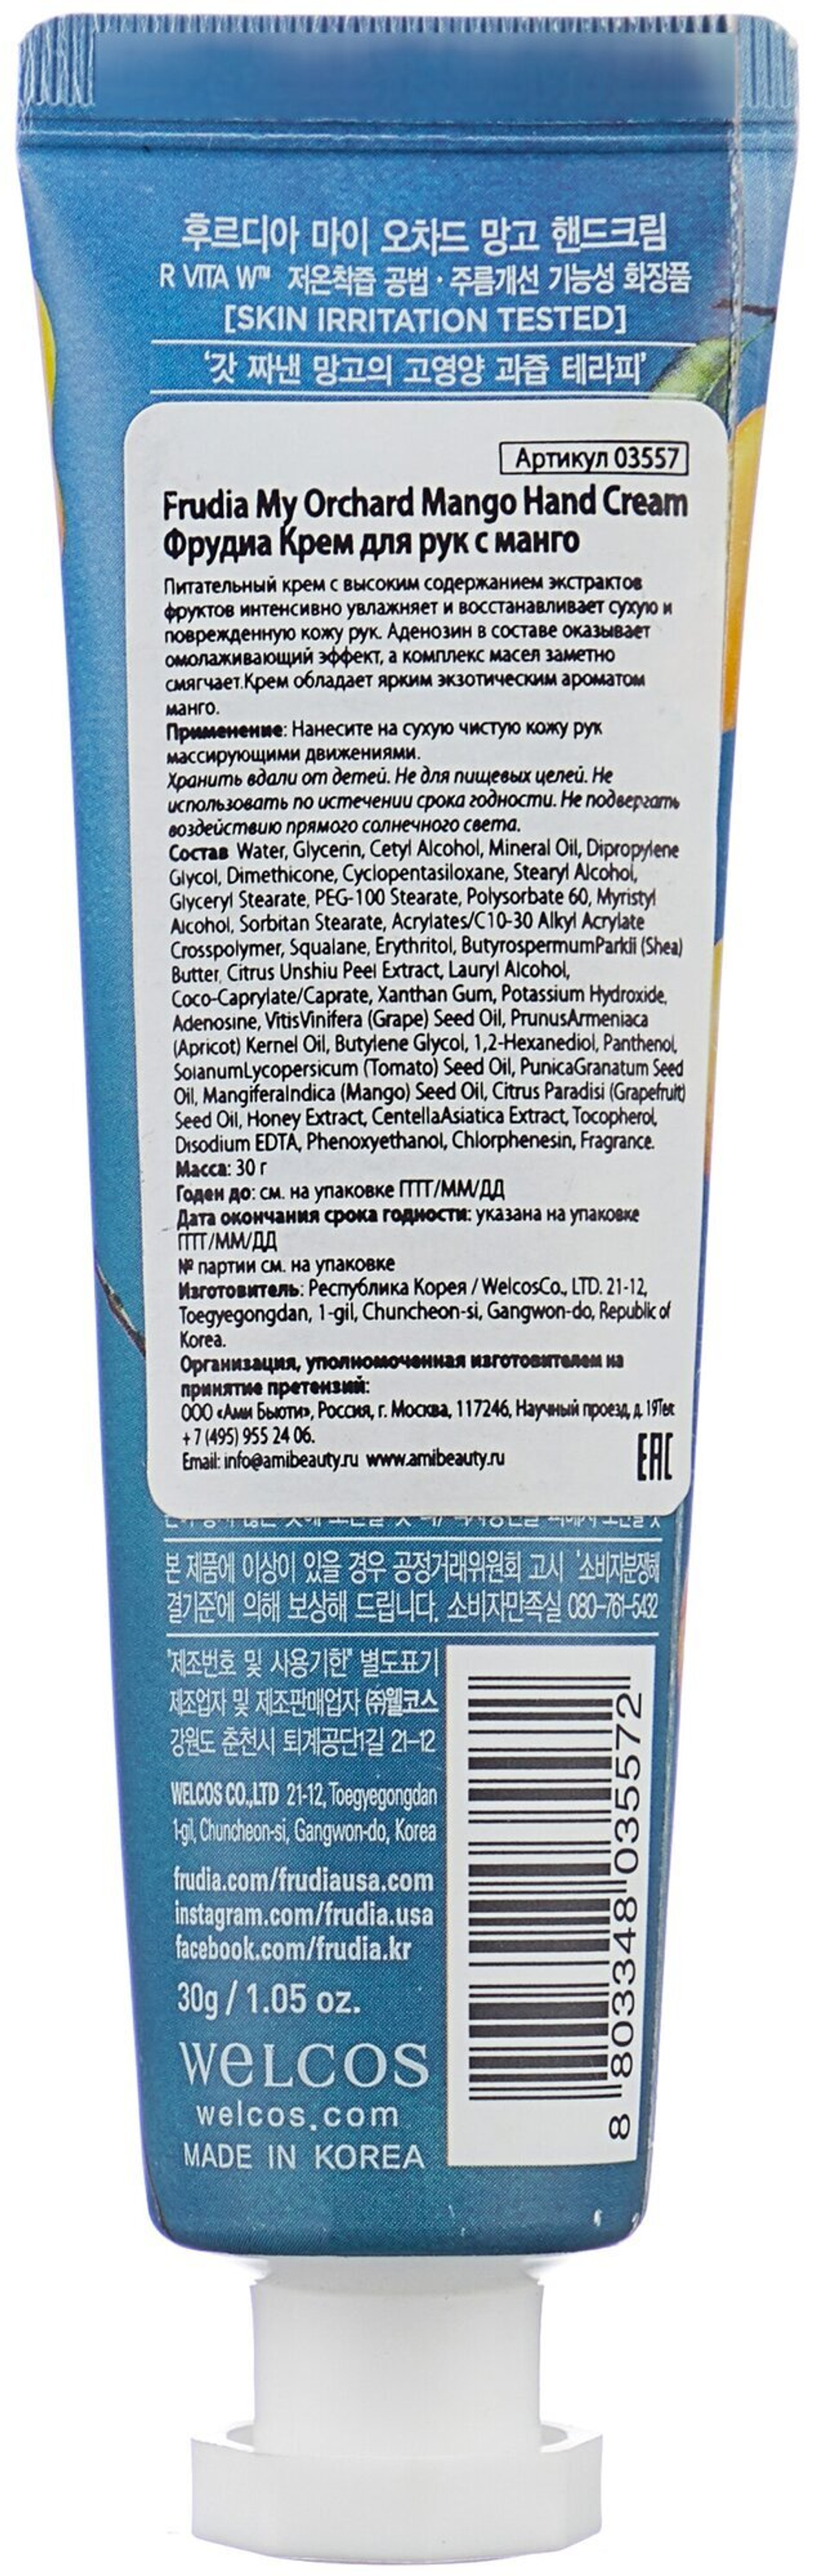 후르디아 마이 오차드 망고 핸드크림
R VITA W™ 저온착즙 공법 · 주름개선 기능성 화장품
[SKIN IRRITATION TESTED]
‘갓 짜낸 망고의 고영양 과즙 테라피’
Артикул 03557
Frudia My Orchard Mango Hand Cream
Фрудиа Крем для рук с манго
Питательный крем с высоким содержанием экстрактов
фруктов интенсивно увлажняет и восстанавливает сухую и
поврежденную кожу рук. Аденозин в составе оказывает
омолаживающий эффект, а комплекс масел заметно
смягчает.Крем обладает ярким экзотическим ароматом
манго.
Применение: Нанесите на сухую чистую кожу рук
массирующими движениями.
Хранить вдали от детей. Не для пищевых целей. Не
использовать по истечении срока годности. Не подвергать
воздействию прямого солнечного света.
Состав Water, Glycerin, Cetyl Alcohol, Mineral Oil, Dipropylene
Glycol, Dimethicone, Cyclopentasiloxane, Stearyl Alcohol,
Glyceryl Stearate, PEG-100 Stearate, Polysorbate 60, Myristyl
Alcohol, Sorbitan Stearate, Acrylates/C10-30 Alkyl Acrylate
Crosspolymer, Squalane, Erythritol, ButyrospermumParkii (Shea)
Butter, Citrus Unshiu Peel Extract, Lauryl Alcohol,
Coco-Caprylate/Caprate, Xanthan Gum, Potassium Hydroxide,
Adenosine, VitisVinifera (Grape) Seed Oil, PrunusArmeniaca
(Apricot) Kernel Oil, Butylene Glycol, 1,2-Hexanediol, Panthenol,
SolanumLycopersicum (Tomato) Seed Oil, PunicaGranatum Seed
Oil, MangiferaIndica (Mango) Seed Oil, Citrus Paradisi (Grapefruit)
Seed Oil, Honey Extract, CentellaAsiatica Extract, Tocopherol,
Disodium EDTA, Phenoxyethanol, Chlorphenesin, Fragrance.
Масса: 30 г
Годен до: см. на упаковке ГГГГ/ММ/ДД
Дата окончания срока годности: указана на упаковке
ГГГГ/ММ/ДД
№ партии см. на упаковке
Изготовитель: Республика Корея / WelcosCo., LTD. 21-12,
Toegyegongdan, 1-gil, Chuncheon-si, Gangwon-do, Republic of
Korea.
Организация, уполномоченная изготовителем на
принятие претензий:
ООО «Ами Бьюти», Россия, г. Москва, 117246, Научный проезд, д. 19Тел:
+ 7 (495) 955 24 06.
Email: info@amibeauty.ru www.amibeauty.ru
EAC
본 제품에 이상이 있을 경우 공정거래위원회 고시 '소비자분쟁해
결기준'에 의해 보상해 드립니다. 소비자만족실 080-761-5432
"제조번호 및 사용기한" 별도표기
제조업자 및 제조판매업자 ㈜웰코스
강원도 춘천시 퇴계공단1길 21-12
WELCOS CO.,LTD 21-12, Toegyegongdan
1-gil, Chuncheon-si, Gangwon-do, Korea
frudia.com/frudiausa.com
instagram.com/frudia.usa
facebook.com/frudia.kr
30g / 1.05 oz.
WELCOS
welcos.com
MADE IN KOREA
8 803348 035572